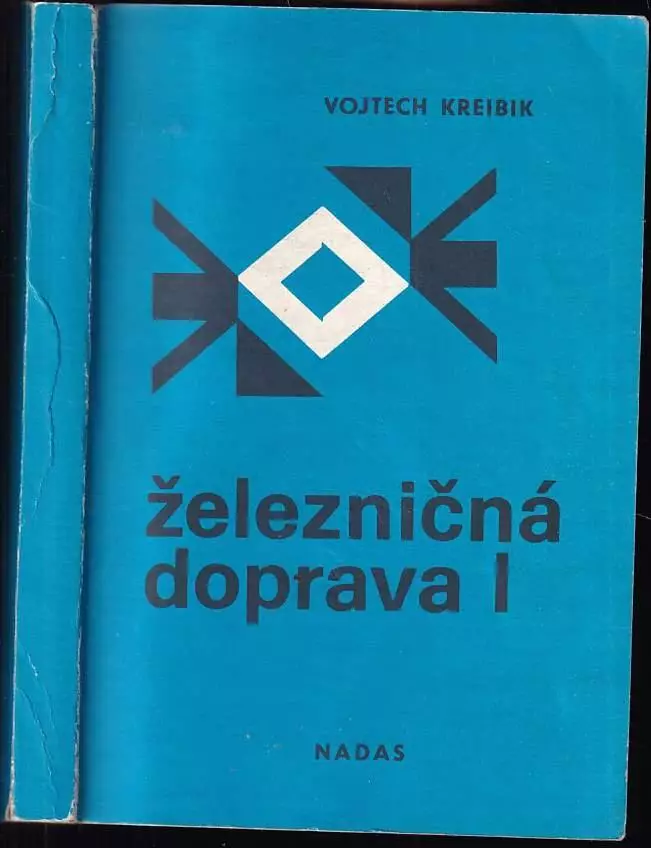 VOJTECH KREIBIK
železničná
doprava I
NADAS